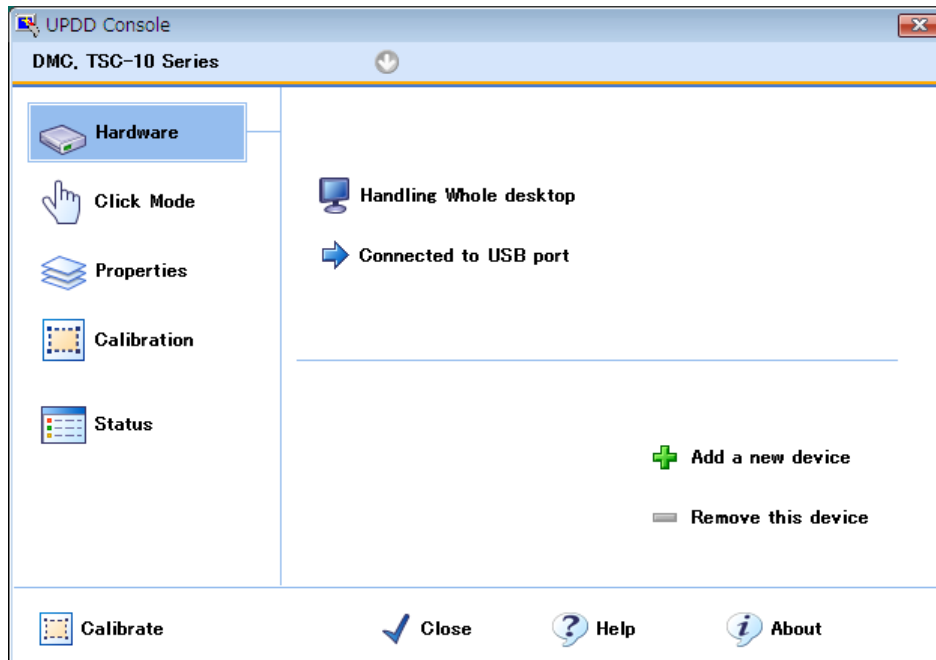 UPDD Console
DMC, TSC-10 Series
Hardware
Click Mode
Properties
Calibration
Status
Handling Whole desktop
Connected to USB port
Add a new device
Remove this device
Calibrate
Close
Help
About